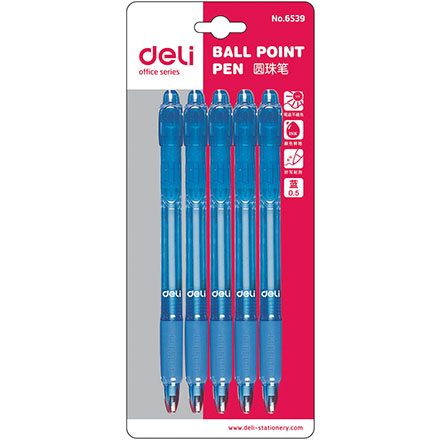 No.6539
deli
office series
BALL POINT
PEN 圆珠笔
INK
蓝
0.5
deli deli deli deli deli
www.deli-stationery.com